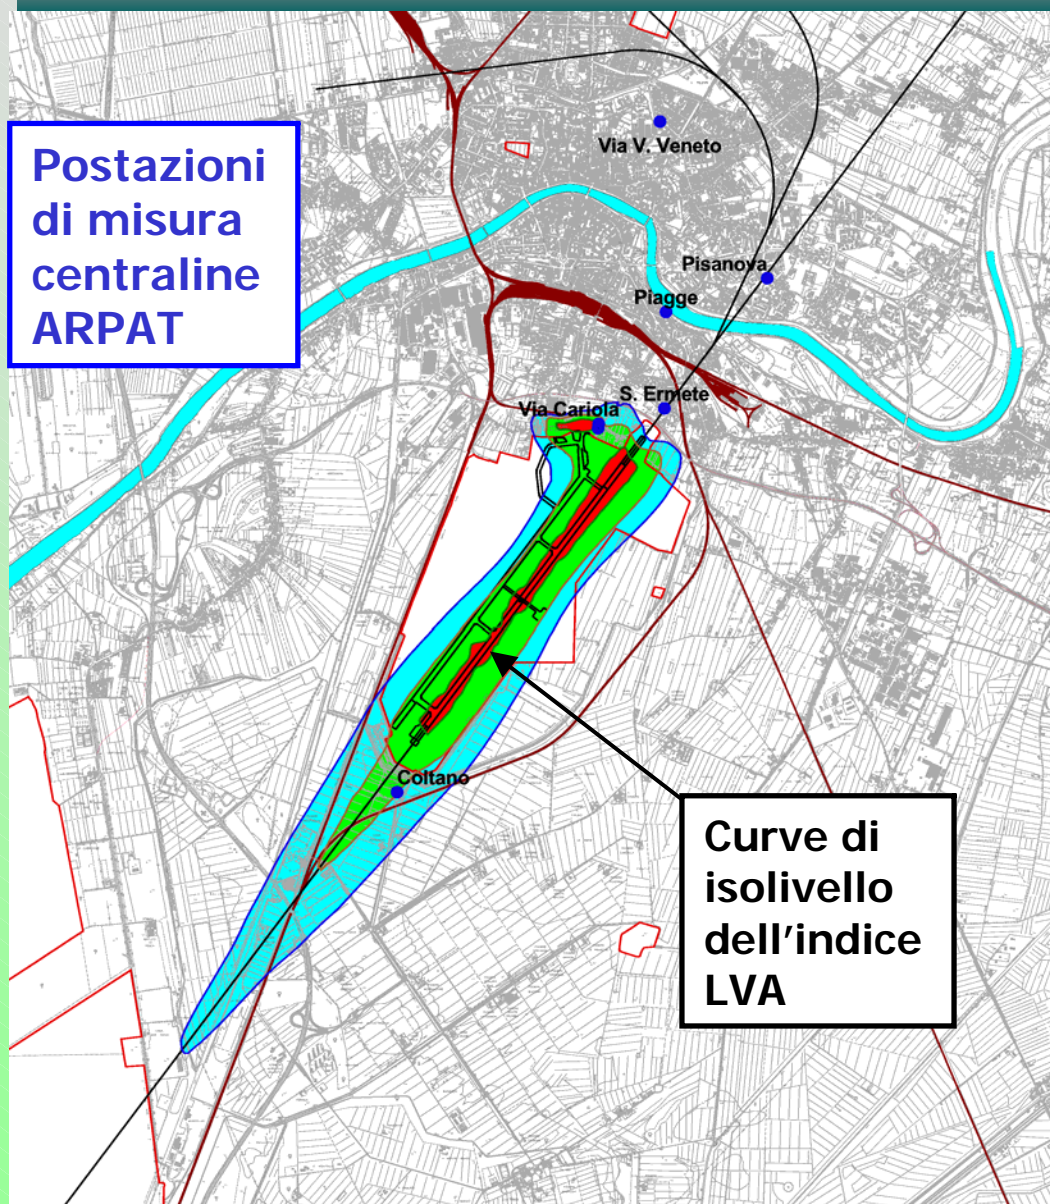 Postazioni
di misura
centraline
ARPAT
Via V. Veneto
Pisanova
Piagge
S. Ermete
Via Cariola
Coltano
Curve di
isolivello
dell'indice
LVA